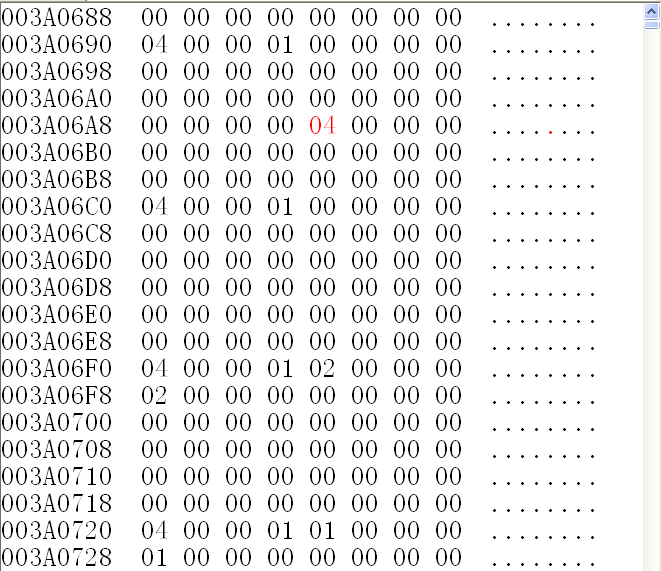 003A0688 00 00 00 00 00 00 00 00 ........
003A0690 04 00 00 01 00 00 00 00 ........
003A0698 00 00 00 00 00 00 00 00 ........
003A06A0 00 00 00 00 00 00 00 00 ........
003A06A8 00 00 00 00 04 00 00 00 ........
003A06B0 00 00 00 00 00 00 00 00 ........
003A06B8 00 00 00 00 00 00 00 00 ........
003A06C0 04 00 00 01 00 00 00 00 ........
003A06C8 00 00 00 00 00 00 00 00 ........
003A06D0 00 00 00 00 00 00 00 00 ........
003A06D8 00 00 00 00 00 00 00 00 ........
003A06E0 00 00 00 00 00 00 00 00 ........
003A06E8 00 00 00 00 00 00 00 00 ........
003A06F0 04 00 00 01 02 00 00 00 ........
003A06F8 02 00 00 00 00 00 00 00 ........
003A0700 00 00 00 00 00 00 00 00 ........
003A0708 00 00 00 00 00 00 00 00 ........
003A0710 00 00 00 00 00 00 00 00 ........
003A0718 00 00 00 00 00 00 00 00 ........
003A0720 04 00 00 01 01 00 00 00 ........
003A0728 01 00 00 00 00 00 00 00 ........